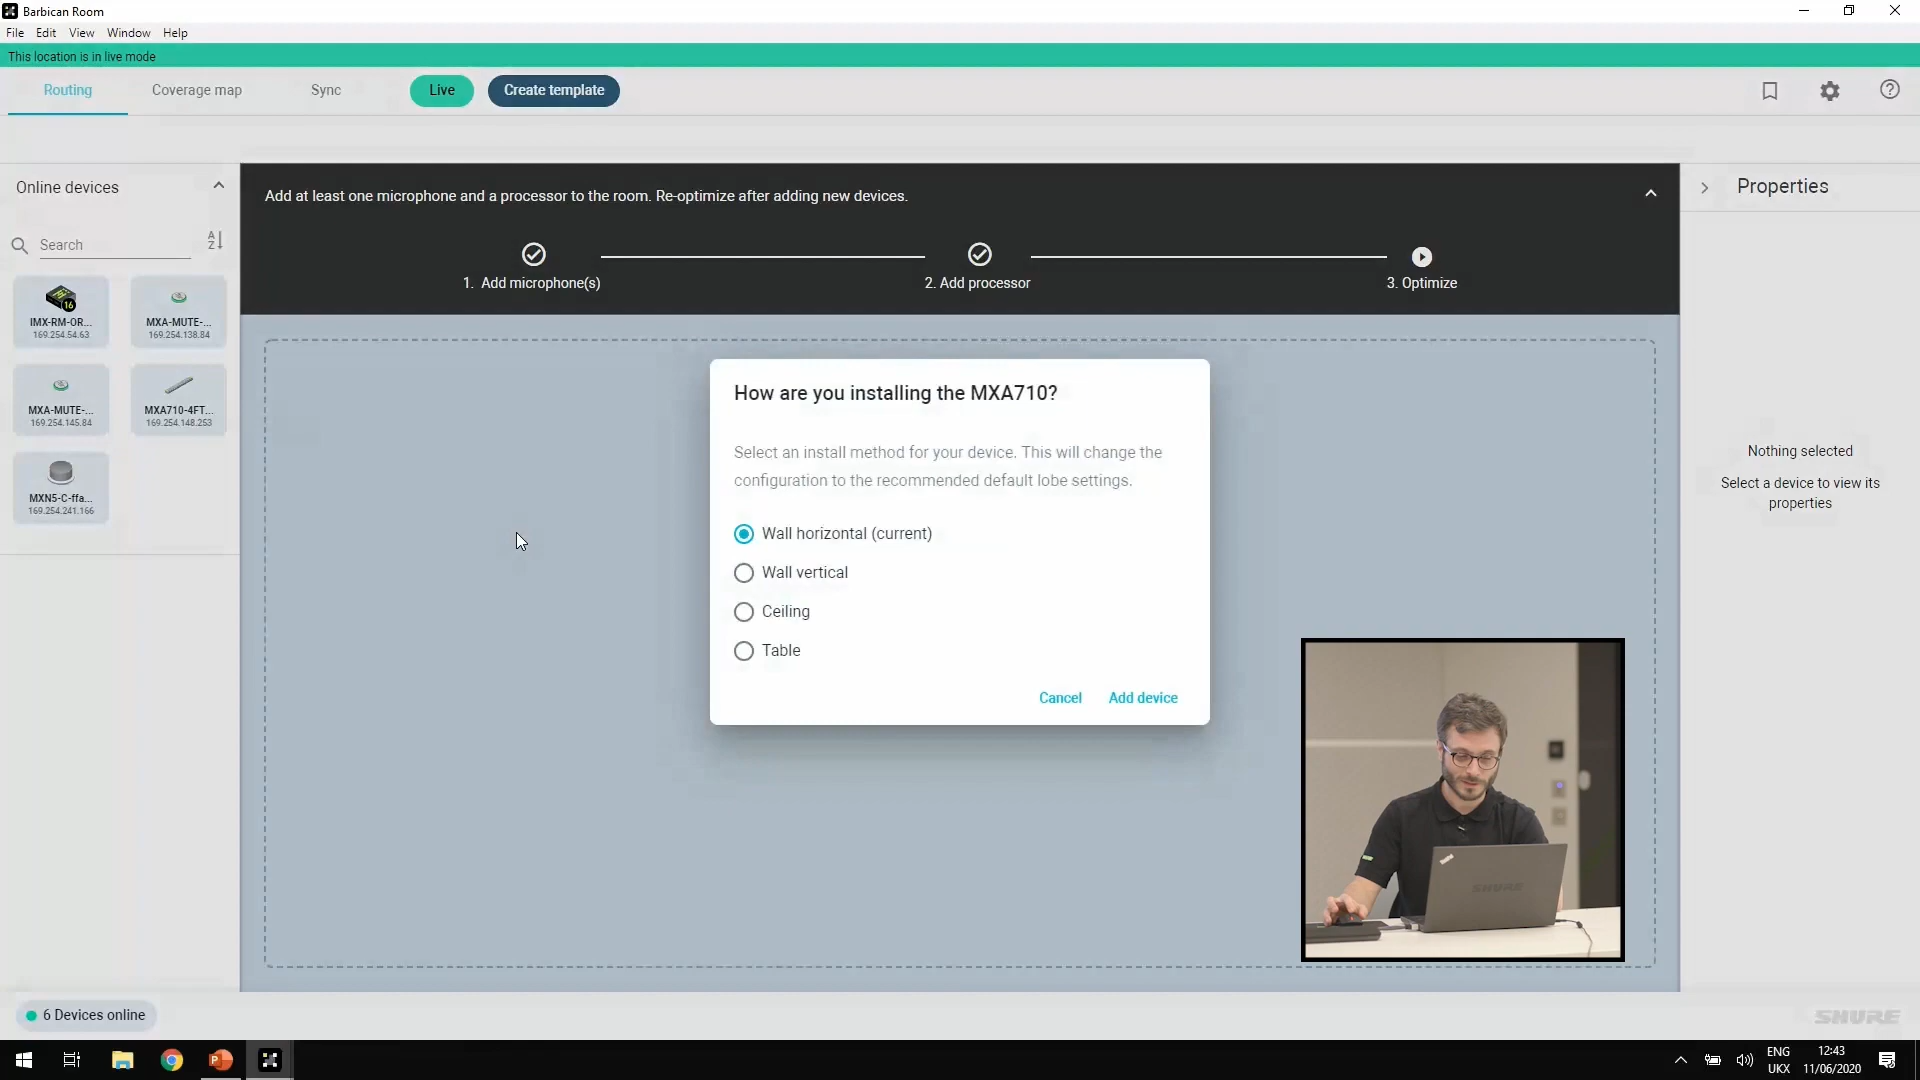 Barbican Room
File Edit View Window Help
This location is in live mode
Routing Coverage map Sync Live Create template
Online devices
Search
A
Z
16
IMX-RM-OR...
169.254.54.63
MXA-MUTE-...
169.254.138.84
MXA-MUTE-...
169.254.145.84
MXA710-4FT...
169.254.148.253
MXN5-C-ffa...
169.254.241.166
Add at least one microphone and a processor to the room. Re-optimize after adding new devices.
1. Add microphone(s)
2. Add processor
3. Optimize
How are you installing the MXA710?
Select an install method for your device. This will change the
configuration to the recommended default lobe settings.
Wall horizontal (current)
Wall vertical
Ceiling
Table
Cancel Add device
Properties
Nothing selected
Select a device to view its
properties
SHURE
6 Devices online
SHURE
P
ENG
UKX
12:43
11/06/2020